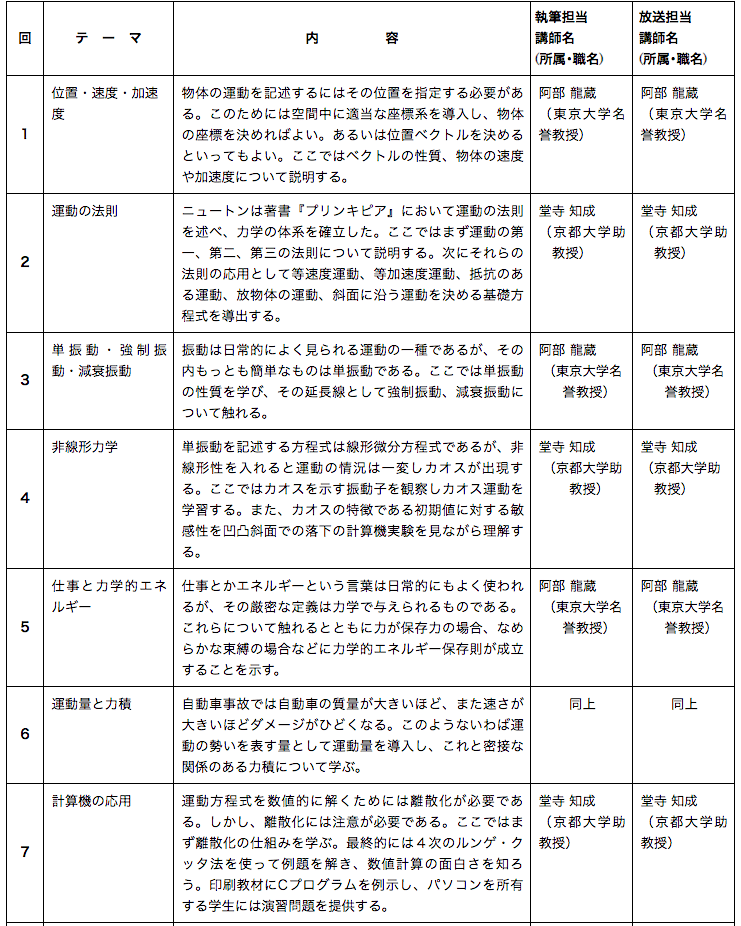 回
テ ー マ
内 容
執筆担当
講師名
(所属・職名)
放送担当
講師名
(所属・職名)
1
位置・速度・加速
度
物体の運動を記述するにはその位置を指定する必要があ
る。このためには空間中に適当な座標系を導入し、物体
の座標を決めればよい。あるいは位置ベクトルを決める
といってもよい。ここではベクトルの性質、物体の速度
や加速度について説明する。
阿部 龍蔵
（東京大学名
誉教授）
阿部 龍蔵
（東京大学名
誉教授）
2
運動の法則
ニュートンは著書『プリンキピア』において運動の法則
を述べ、力学の体系を確立した。ここではまず運動の第
一、第二、第三の法則について説明する。次にそれらの
法則の応用として等速度運動、等加速度運動、抵抗のあ
る運動、放物体の運動、斜面に沿う運動を決める基礎方
程式を導出する。
堂寺 知成
（京都大学助
教授）
堂寺 知成
（京都大学助
教授）
3
単振動・強制振
動・減衰振動
振動は日常的によく見られる運動の一種であるが、その
内もっとも簡単なものは単振動である。ここでは単振動
の性質を学び、その延長線として強制振動、減衰振動に
ついて触れる。
阿部 龍蔵
（東京大学名
誉教授）
阿部 龍蔵
（東京大学名
誉教授）
4
非線形力学
単振動を記述する方程式は線形微分方程式であるが、非
線形性を入れると運動の情況は一変しカオスが出現す
る。ここではカオスを示す振動子を観察しカオス運動を
学習する。また、カオスの特徴である初期値に対する敏
感性を凹凸斜面での落下の計算機実験を見ながら理解す
る。
堂寺 知成
（京都大学助
教授）
堂寺 知成
（京都大学助
教授）
5
仕事と力学的エネ
ルギー
仕事とかエネルギーという言葉は日常的にもよく使われ
るが、その厳密な定義は力学で与えられるものである。
これらについて触れるとともに力が保存力の場合、なめ
らかな束縛の場合などに力学的エネルギー保存則が成立
することを示す。
阿部 龍蔵
（東京大学名
誉教授）
阿部 龍蔵
（東京大学名
誉教授）
6
運動量と力積
自動車事故では自動車の質量が大きいほど、また速さが
大きいほどダメージがひどくなる。このようないわば運
動の勢いを表す量として運動量を導入し、これと密接な
関係のある力積について学ぶ。
同上
同上
7
計算機の応用
運動方程式を数値的に解くためには離散化が必要であ
る。しかし、離散化には注意が必要である。ここではま
ず離散化の仕組みを学ぶ。最終的には４次のルンゲ・ク
ッタ法を使って例題を解き、数値計算の面白さを知ろ
う。印刷教材にCプログラムを例示し、パソコンを所有
する学生には演習問題を提供する。
堂寺 知成
（京都大学助
教授）
堂寺 知成
（京都大学助
教授）